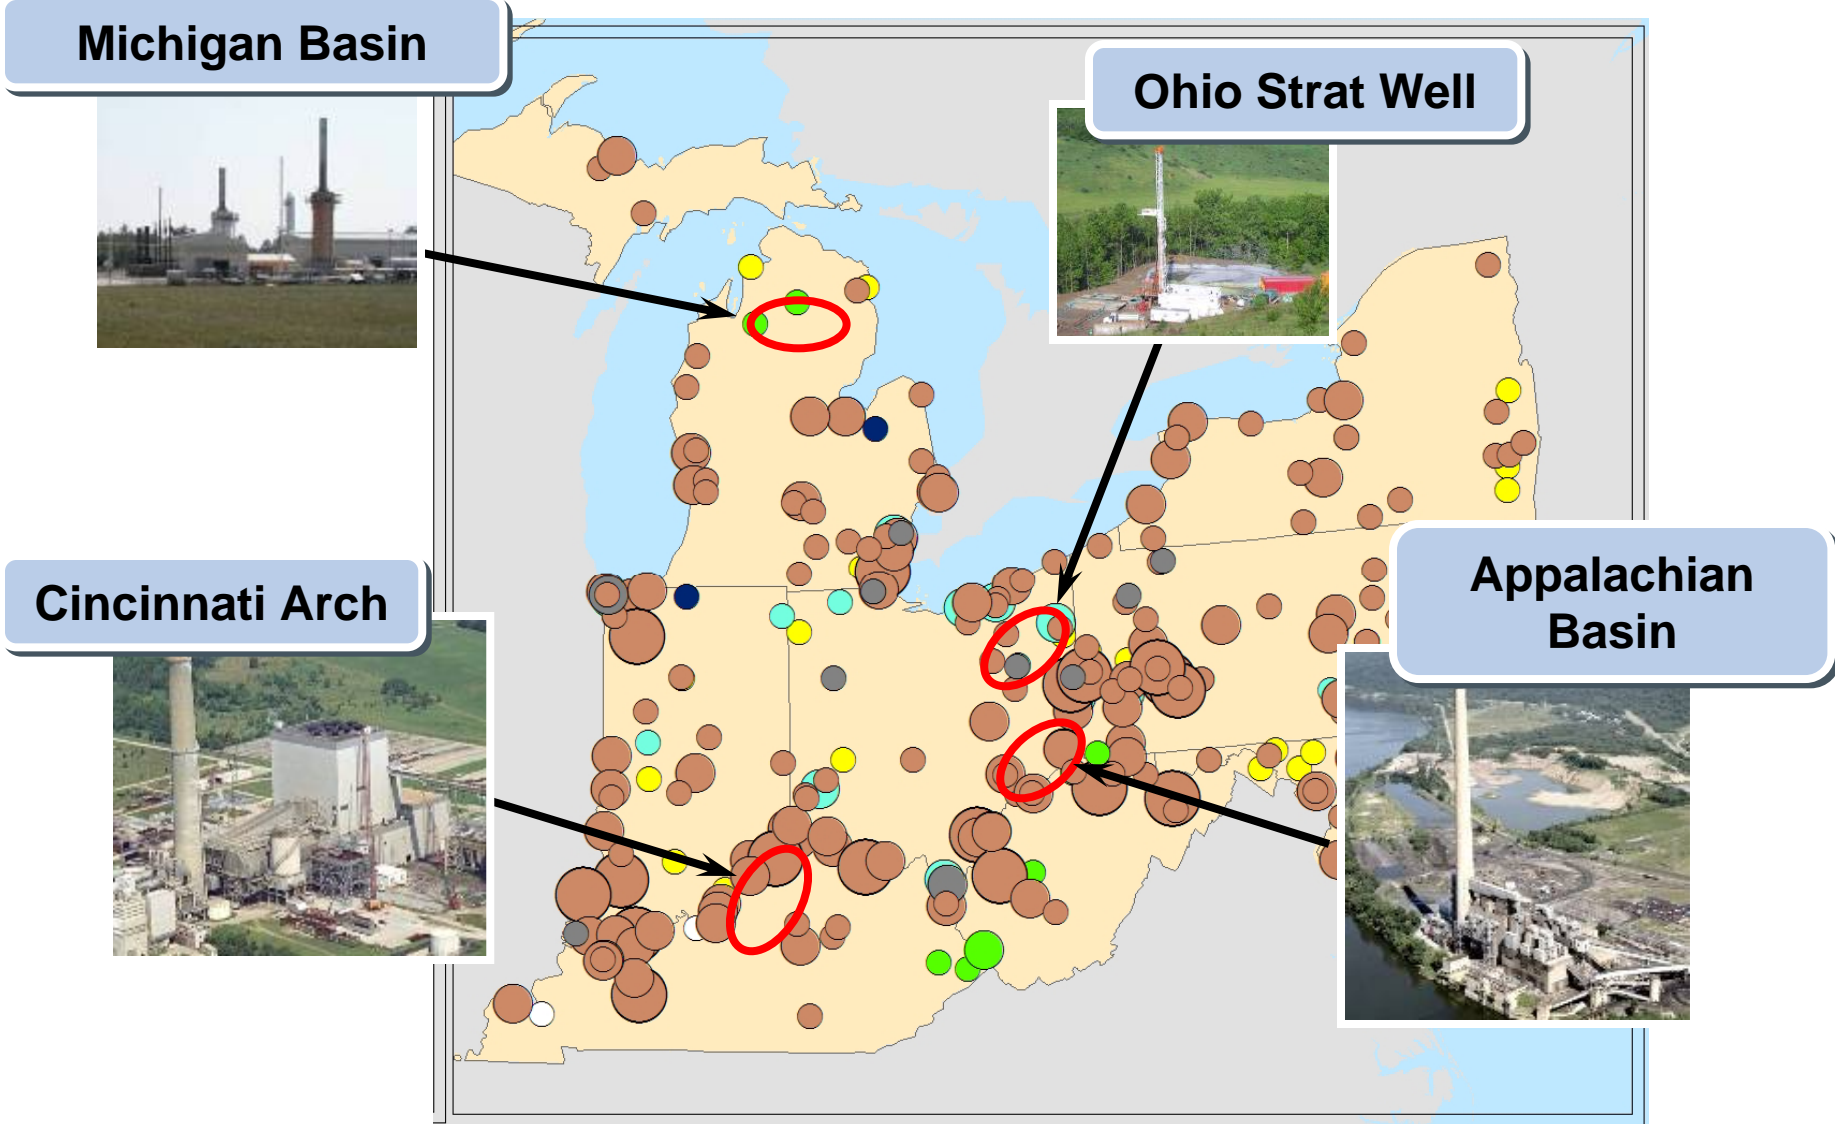 Michigan Basin
Ohio Strat Well
Cincinnati Arch
Appalachian
Basin